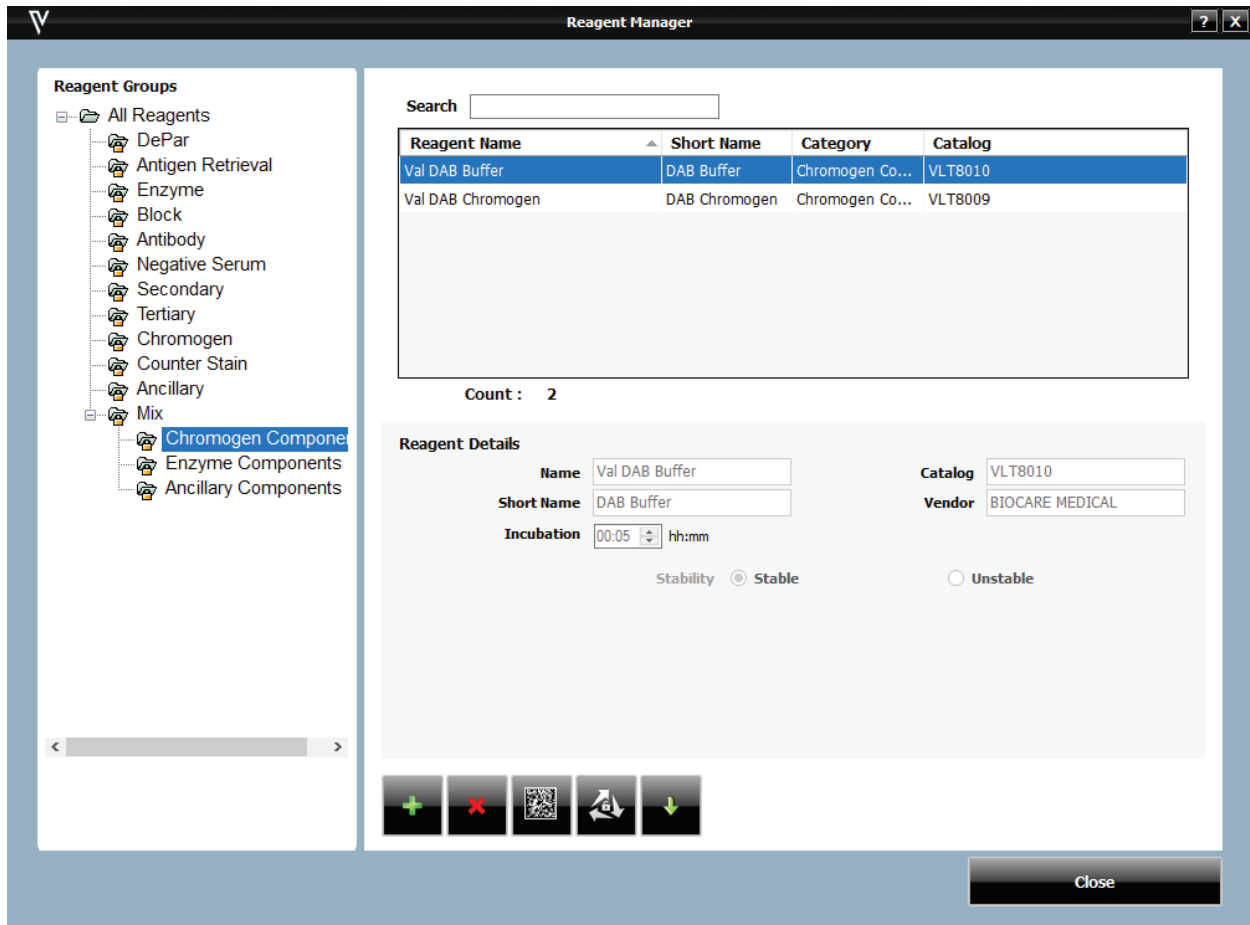 Reagent Manager
? X
Reagent Groups
All Reagents
DePar
Antigen Retrieval
Enzyme
Block
Antibody
Negative Serum
Secondary
Tertiary
Chromogen
Counter Stain
Ancillary
Mix
Chromogen Componer
Enzyme Components
Ancillary Components
Search
Reagent Name Short Name Category Catalog
Val DAB Buffer DAB Buffer Chromogen Co... VLT8010
Val DAB Chromogen DAB Chromogen Chromogen Co... VLT8009
Count : 2
Reagent Details
Name Val DAB Buffer Catalog VLT8010
Short Name DAB Buffer Vendor BIOCARE MEDICAL
Incubation 00:05 hh:mm
Stability Stable Unstable
Close